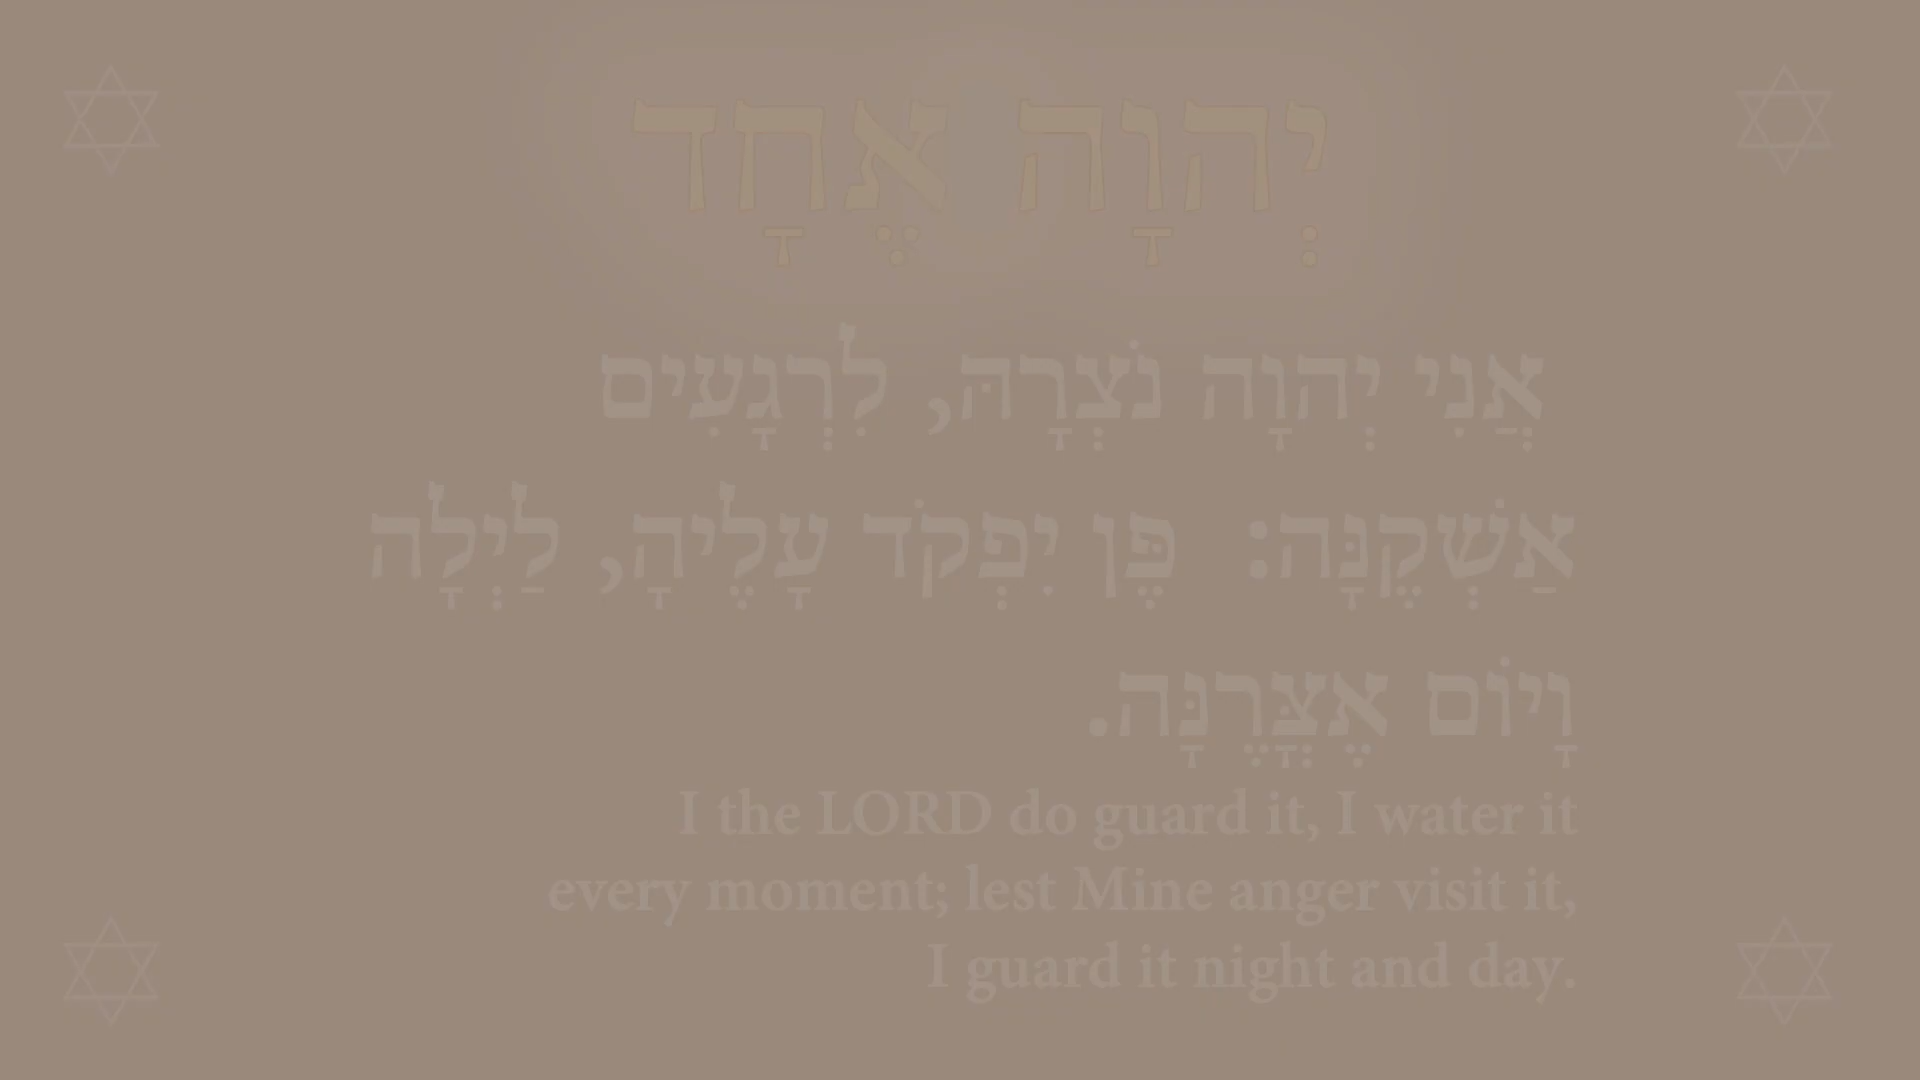 יְהוָה אֶחָד
אֲנִי יְהוָה נֹצְרָהּ, לִרְגָעִים
אַשְׁקֶנָּה: פֶּן יִפְקֹד עָלֶיהָ, לַיְלָה
וָיוֹם אֶצֳּרֶנָּה.
I the LORD do guard it, I water it
every moment; lest Mine anger visit it,
I guard it night and day.